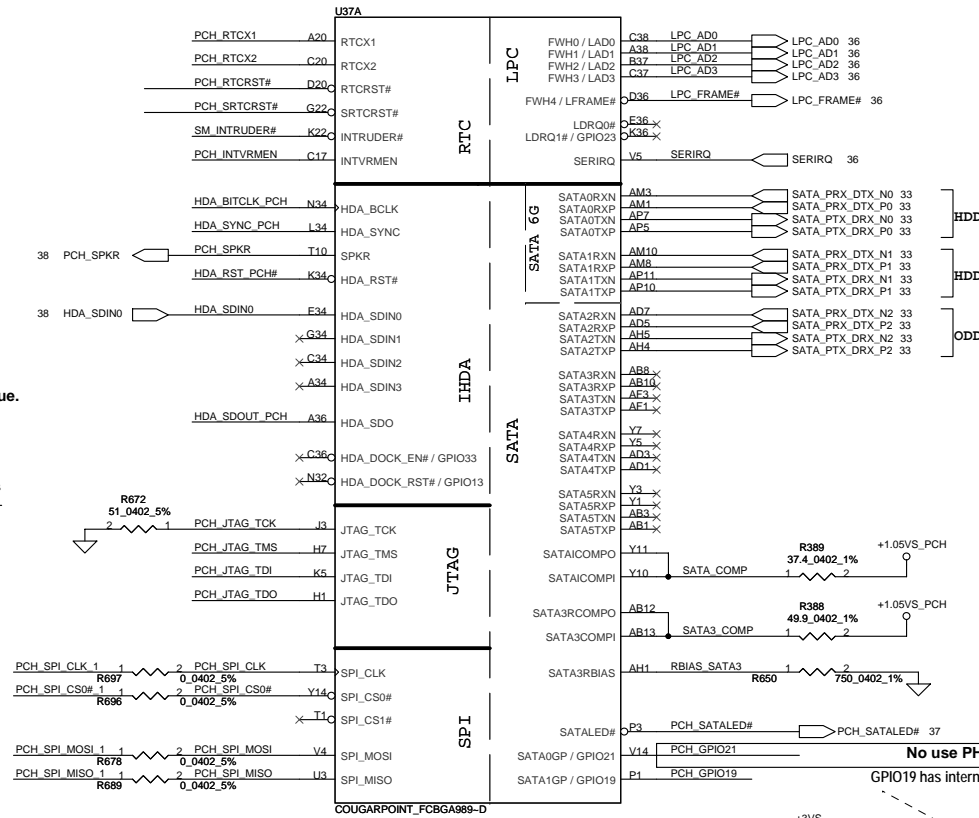 U37A
PCH_RTCX1 A20 RTCX1
PCH_RTCX2 C20 RTCX2
PCH_RTCRST# D20 RTCRST#
PCH_SRTCRST# G22 SRTCRST#
SM_INTRUDER# K22 INTRUDER#
PCH_INTVRMEN C17 INTVRMEN
RTC
LPC
FWH0 / LAD0 C38 LPC_AD0 LPC_AD0 36
FWH1 / LAD1 A38 LPC_AD1 LPC_AD1 36
FWH2 / LAD2 B37 LPC_AD2 LPC_AD2 36
FWH3 / LAD3 C37 LPC_AD3 LPC_AD3 36
FWH4 / LFRAME# D36 LPC_FRAME# LPC_FRAME# 36
LDRQ0# E36
LDRQ1# / GPIO23 K36
SERIRQ V5 SERIRQ SERIRQ 36
HDA_BITCLK_PCH N34 HDA_BCLK
HDA_SYNC_PCH L34 HDA_SYNC
38 PCH_SPKR PCH_SPKR T10 SPKR
HDA_RST_PCH# K34 HDA_RST#
38 HDA_SDIN0 HDA_SDIN0 E34 HDA_SDIN0
G34 HDA_SDIN1
C34 HDA_SDIN2
A34 HDA_SDIN3
ue.
HDA_SDOUT_PCH A36 HDA_SDO
C36 HDA_DOCK_EN# / GPIO33
N32 HDA_DOCK_RST# / GPIO13
IHDA
SATA 6G
SATA
SATA0RXN AM3 SATA_PRX_DTX_N0 33
SATA0RXP AM1 SATA_PRX_DTX_P0 33
SATA0TXN AP7 SATA_PTX_DRX_N0 33
SATA0TXP AP5 SATA_PTX_DRX_P0 33
HDD
SATA1RXN AM10 SATA_PRX_DTX_N1 33
SATA1RXP AM8 SATA_PRX_DTX_P1 33
SATA1TXN AP11 SATA_PTX_DRX_N1 33
SATA1TXP AP10 SATA_PTX_DRX_P1 33
HDD
SATA2RXN AD7 SATA_PRX_DTX_N2 33
SATA2RXP AD5 SATA_PRX_DTX_P2 33
SATA2TXN AH5 SATA_PTX_DRX_N2 33
SATA2TXP AH4 SATA_PTX_DRX_P2 33
ODD
SATA3RXN AB8
SATA3RXP AB10
SATA3TXN AF3
SATA3TXP AF1
SATA4RXN Y7
SATA4RXP Y5
SATA4TXN AD3
SATA4TXP AD1
SATA5RXN Y3
SATA5RXP Y1
SATA5TXN AB3
SATA5TXP AB1
R672
51_0402_5%
2 1 PCH_JTAG_TCK J3 JTAG_TCK
PCH_JTAG_TMS H7 JTAG_TMS
PCH_JTAG_TDI K5 JTAG_TDI
PCH_JTAG_TDO H1 JTAG_TDO
JTAG
SATAICOMPO Y11
SATAICOMPI Y10 SATA_COMP 1 R389 2 +1.05VS_PCH
37.4_0402_1%
SATA3RCOMPO AB12
SATA3COMPI AB13 SATA3_COMP 1 R388 2 +1.05VS_PCH
49.9_0402_1%
SATA3RBIAS AH1 RBIAS_SATA3 1 2
R650 750_0402_1%
PCH_SPI_CLK_1 1 2 PCH_SPI_CLK T3 SPI_CLK
R697 0_0402_5%
PCH_SPI_CS0#_1 1 2 PCH_SPI_CS0# Y14 SPI_CS0#
R696 0_0402_5%
T1 SPI_CS1#
PCH_SPI_MOSI_1 1 2 PCH_SPI_MOSI V4 SPI_MOSI
R678 0_0402_5%
PCH_SPI_MISO_1 1 2 PCH_SPI_MISO U3 SPI_MISO
R689 0_0402_5%
SPI
SATALED# P3 PCH_SATALED# PCH_SATALED# 37
SATA0GP / GPIO21 V14 PCH_GPIO21
No use PH
SATA1GP / GPIO19 P1 PCH_GPIO19
GPIO19 has intern
COUGARPOINT_FCBGA989~D